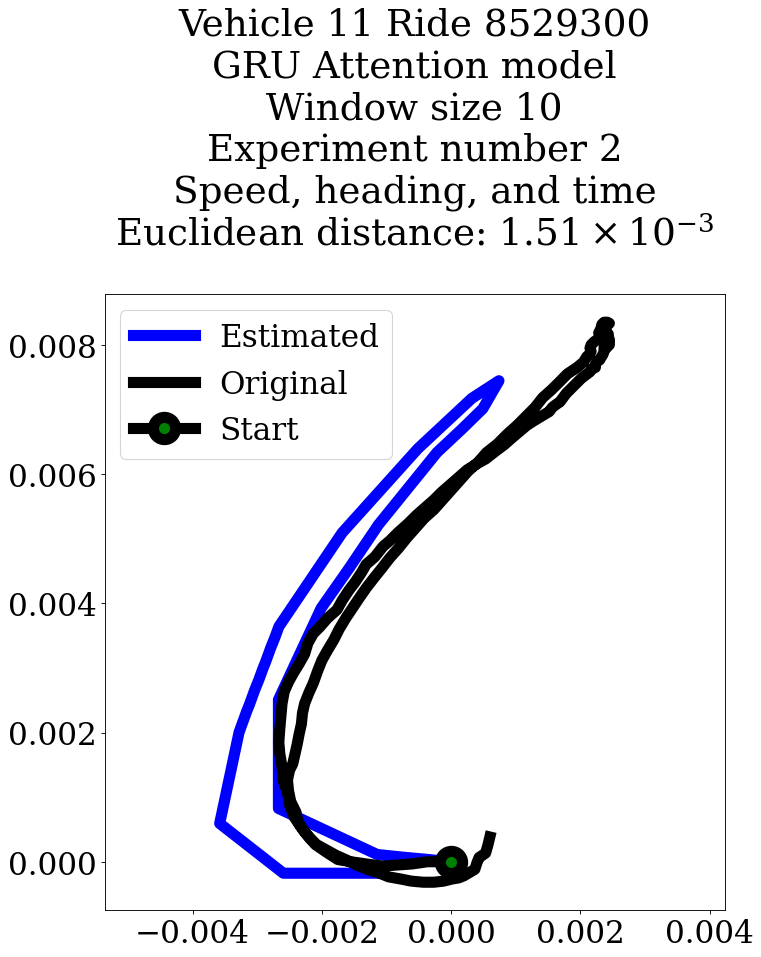 Vehicle 11 Ride 8529300
GRU Attention model
Window size 10
Experiment number 2
Speed, heading, and time
Euclidean distance: 1.51 × 10⁻³
Estimated
Original
Start
0.008
0.006
0.004
0.002
0.000
−0.004 −0.002 0.000 0.002 0.004